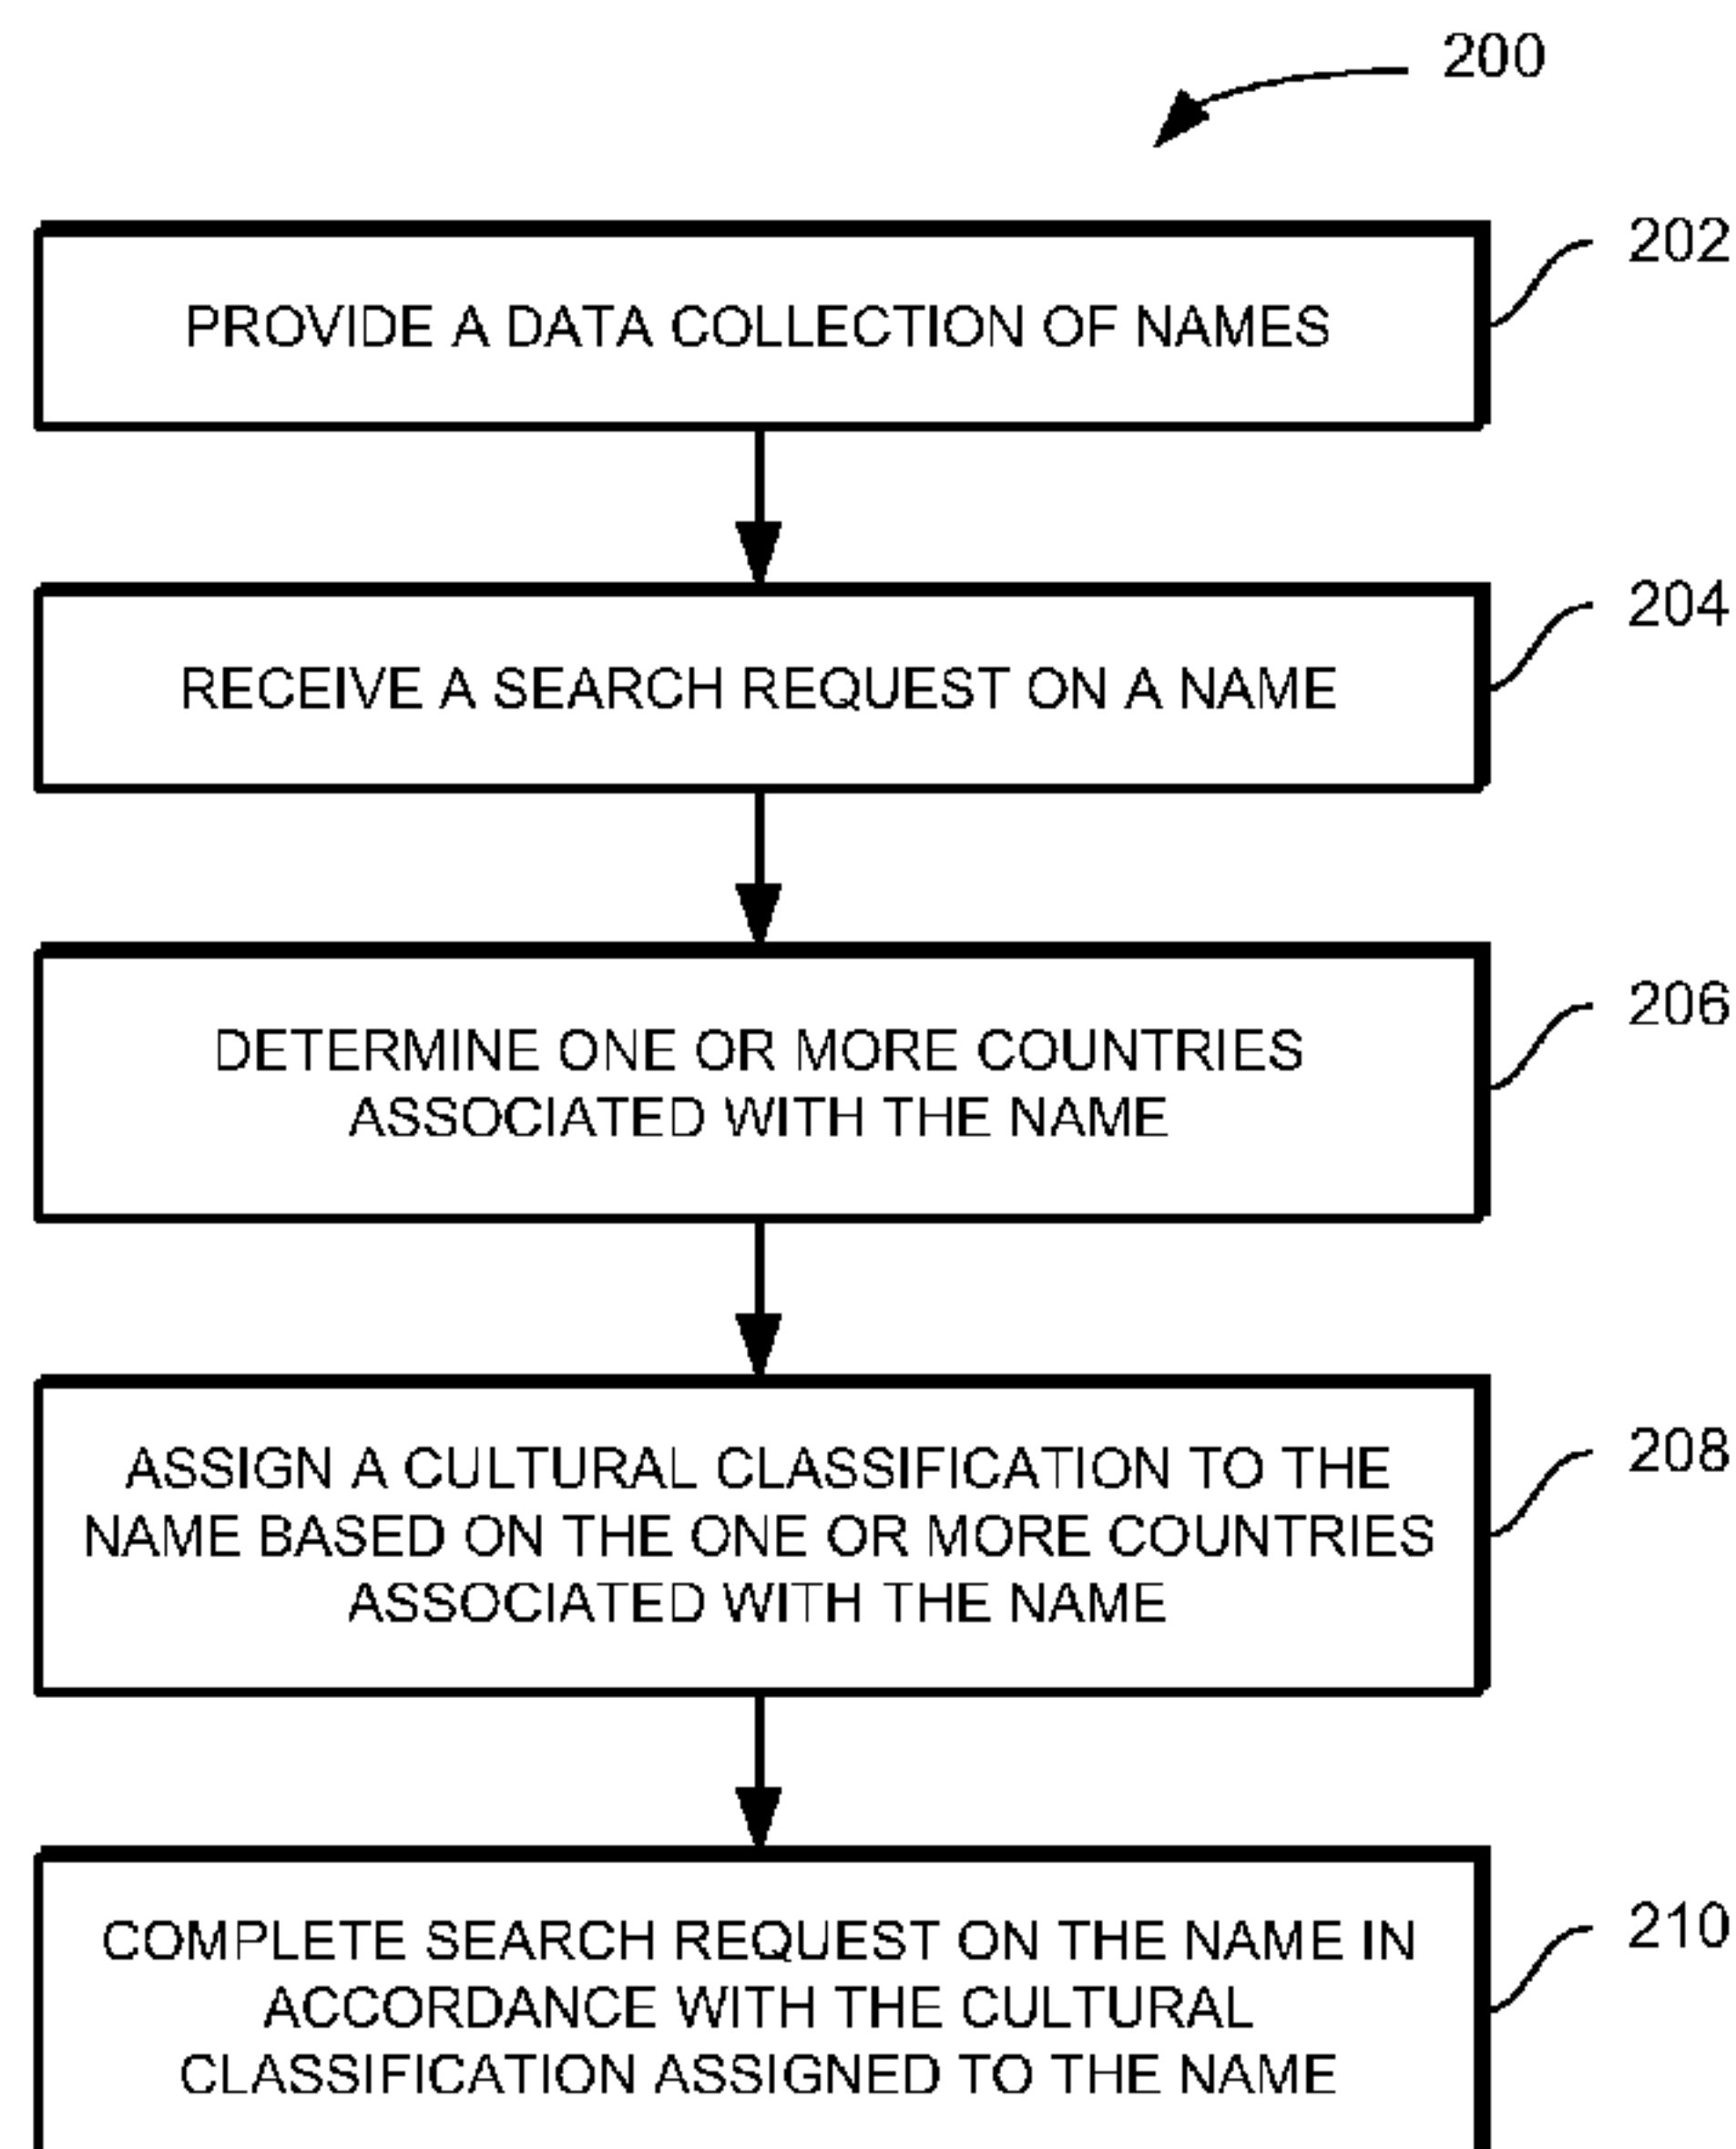 200
PROVIDE A DATA COLLECTION OF NAMES
202
RECEIVE A SEARCH REQUEST ON A NAME
204
DETERMINE ONE OR MORE COUNTRIES
ASSOCIATED WITH THE NAME
206
ASSIGN A CULTURAL CLASSIFICATION TO THE
NAME BASED ON THE ONE OR MORE COUNTRIES
ASSOCIATED WITH THE NAME
208
COMPLETE SEARCH REQUEST ON THE NAME IN
ACCORDANCE WITH THE CULTURAL
CLASSIFICATION ASSIGNED TO THE NAME
210